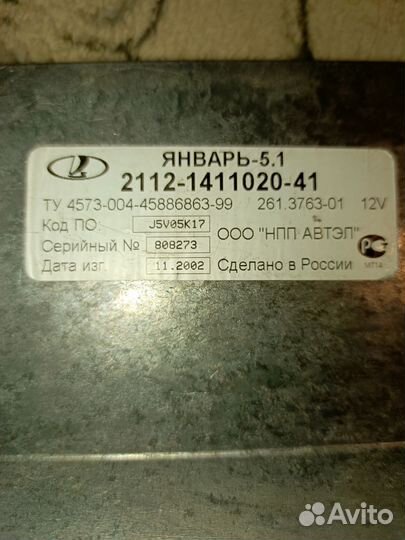 ЯНВАРЬ-5.1
2112-1411020-41
ТУ 4573-004-45886863-99 261.3763-01 12V
Код ПО: J5V05K17
Серийный № 808273 ООО "НПП АВТЭЛ"
Дата изг. 11.2002 Сделано в России
Avito